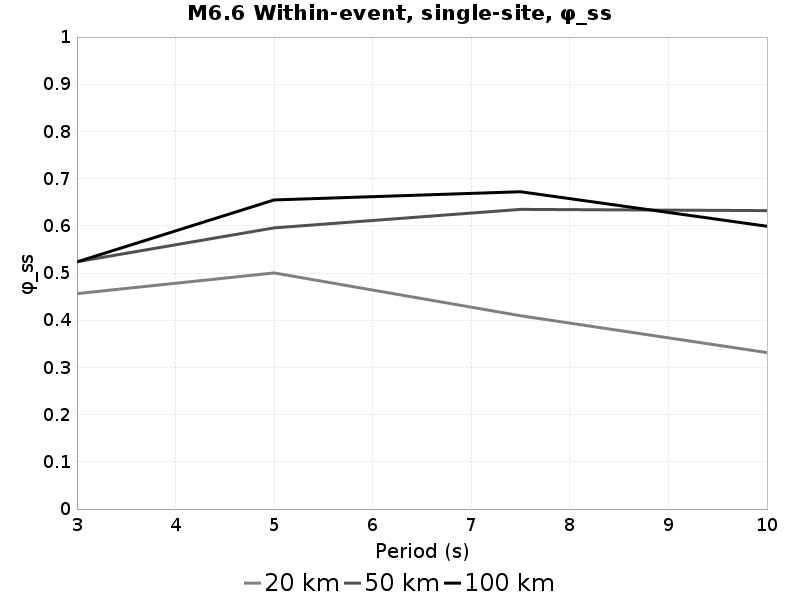 M6.6 Within-event, single-site, φ_ss
1
0.9
0.8
0.7
0.6
0.5
0.4
0.3
0.2
0.1
0
φ_ss
3 4 5 6 7 8 9 10
Period (s)
20 km 50 km 100 km